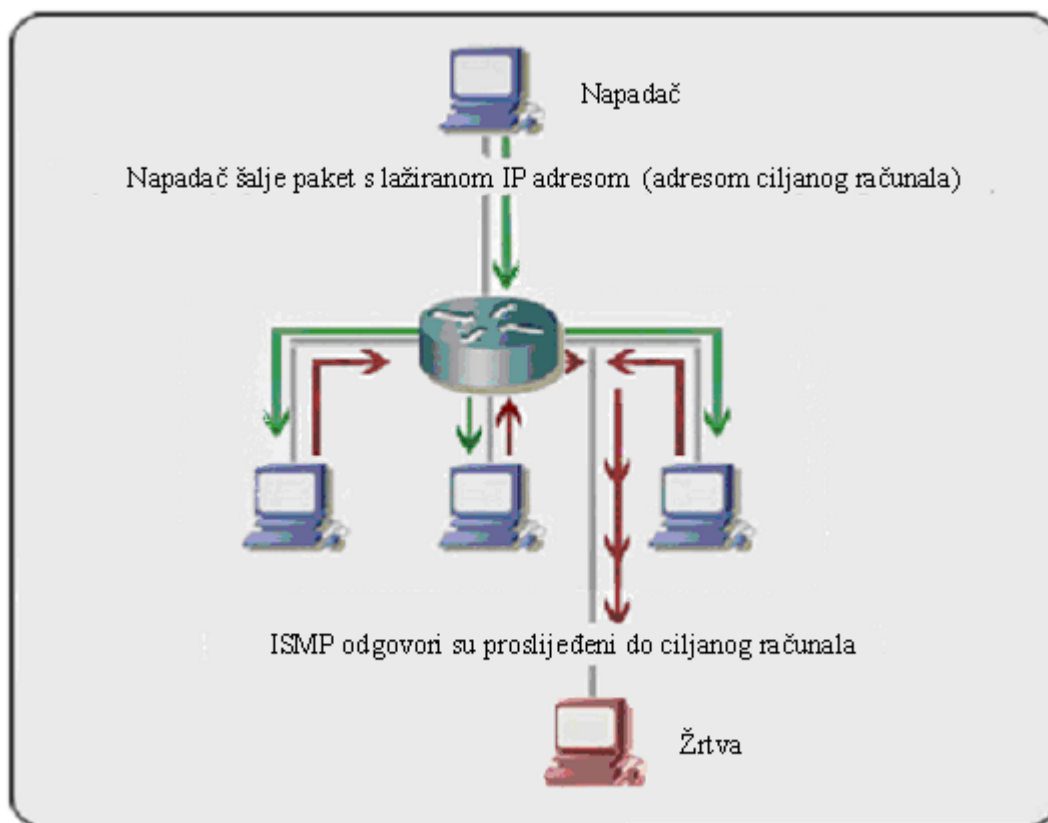 Napadač
Napadač šalje paket s lažiranom IP adresom (adresom ciljanog računala)
ISMP odgovori su proslijeđeni do ciljanog računala
Žrtva